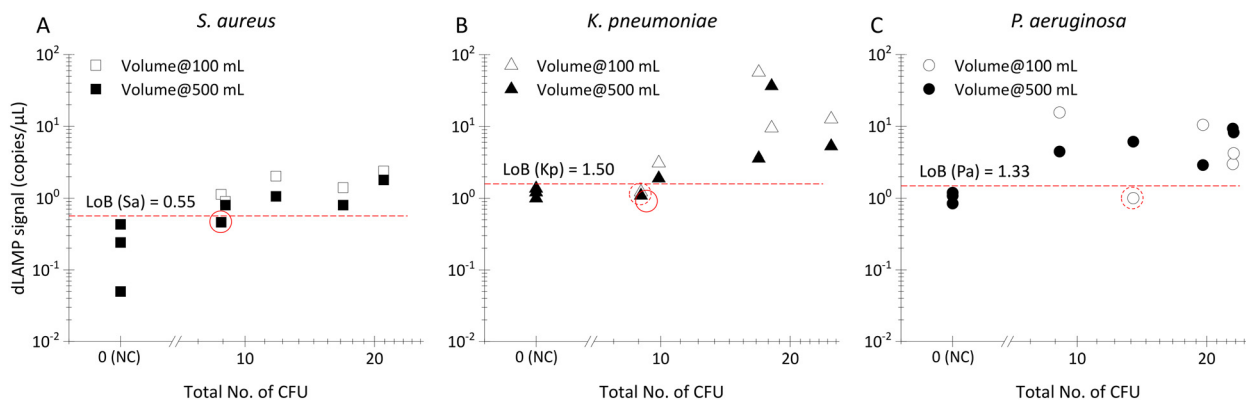 A
S. aureus
Volume@100 mL
Volume@500 mL
LoB (Sa) = 0.55
dLAMP signal (copies/µL)
10²
10¹
10⁰
10⁻¹
10⁻²
0 (NC)
10
20
Total No. of CFU
B
K. pneumoniae
Volume@100 mL
Volume@500 mL
LoB (Kp) = 1.50
10²
10¹
10⁰
10⁻¹
10⁻²
0 (NC)
10
20
Total No. of CFU
C
P. aeruginosa
Volume@100 mL
Volume@500 mL
LoB (Pa) = 1.33
10²
10¹
10⁰
10⁻¹
10⁻²
0 (NC)
10
20
Total No. of CFU